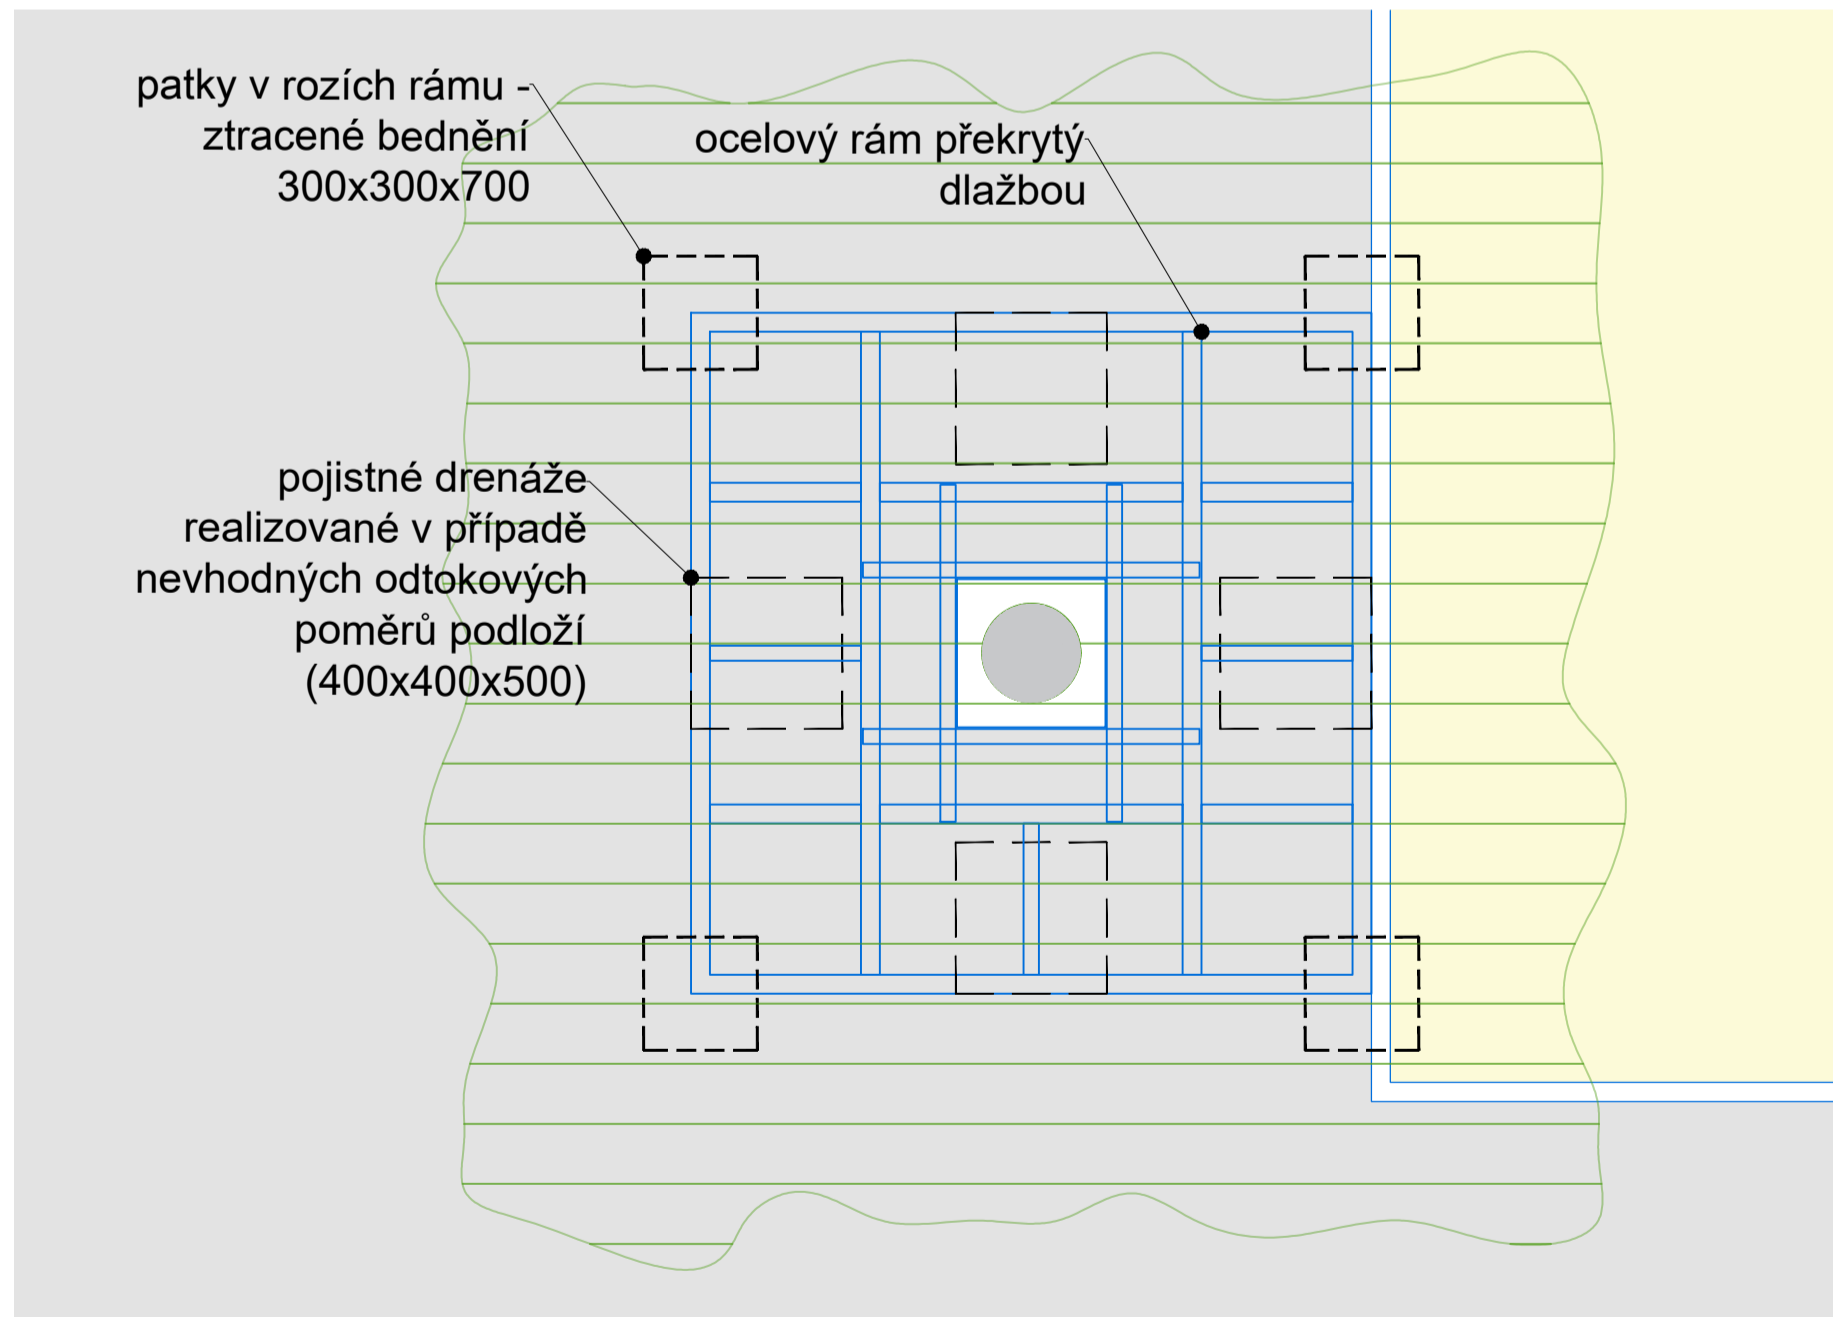 patky v rozích rámu -
ztracené bednění
300x300x700
ocelový rám překrytý
dlažbou
pojistné drenáže
realizované v případě
nevhodných odtokových
poměrů podloží
(400x400x500)